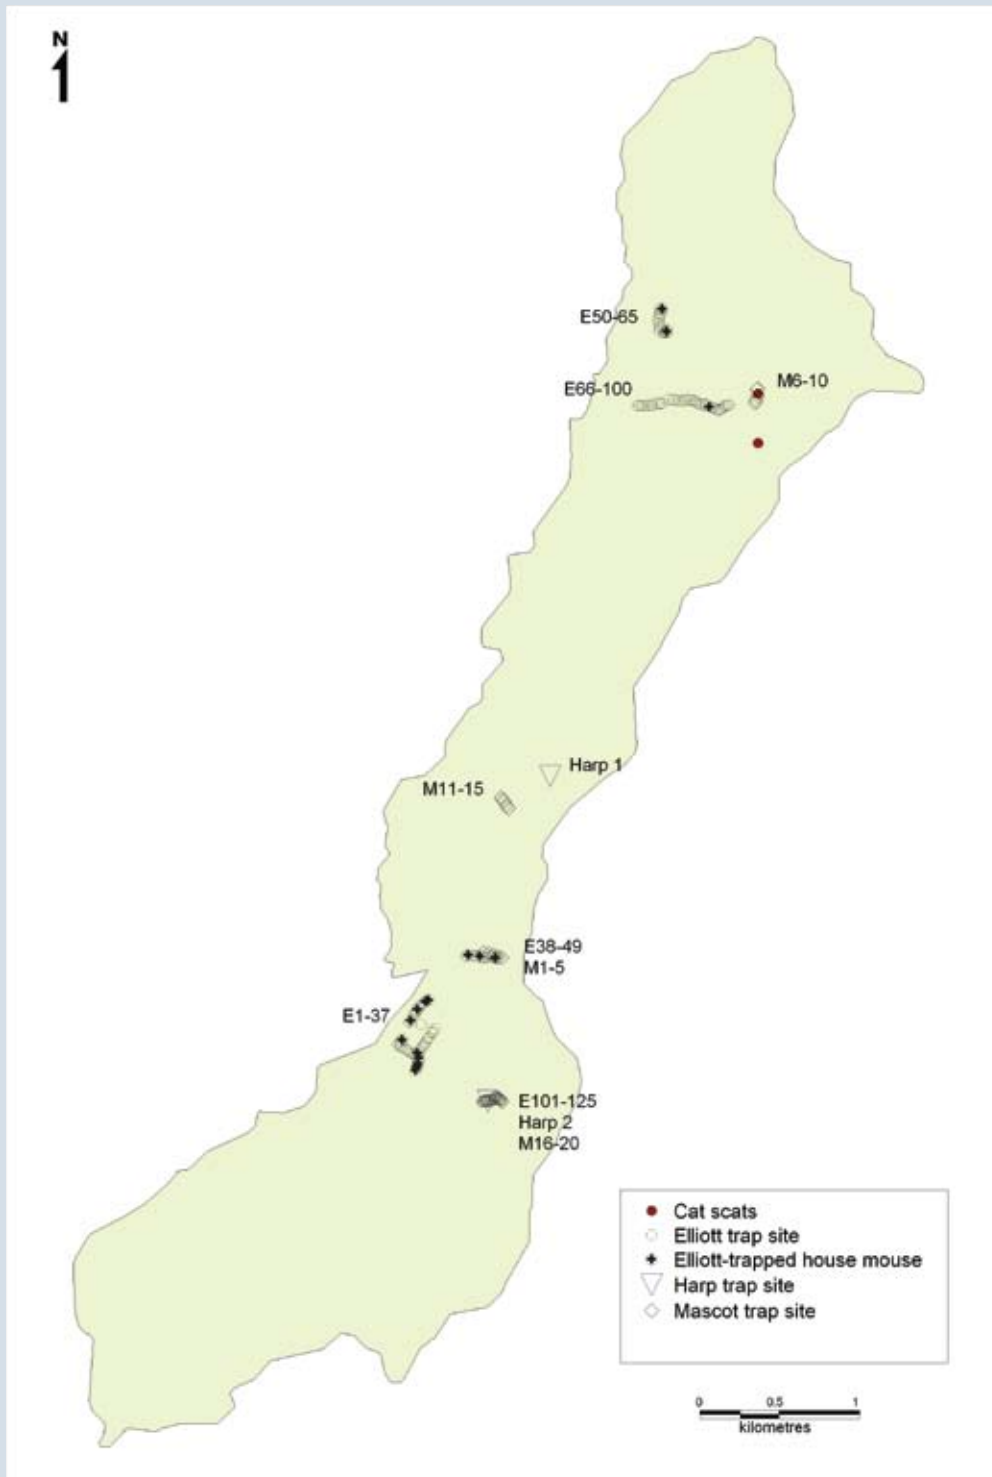 N
E50-65
E66-100
M6-10
Harp 1
M11-15
E38-49
M1-5
E1-37
E101-125
Harp 2
M16-20
Cat scats
Elliott trap site
Elliott-trapped house mouse
Harp trap site
Mascot trap site
0 0.5 1
kilometres